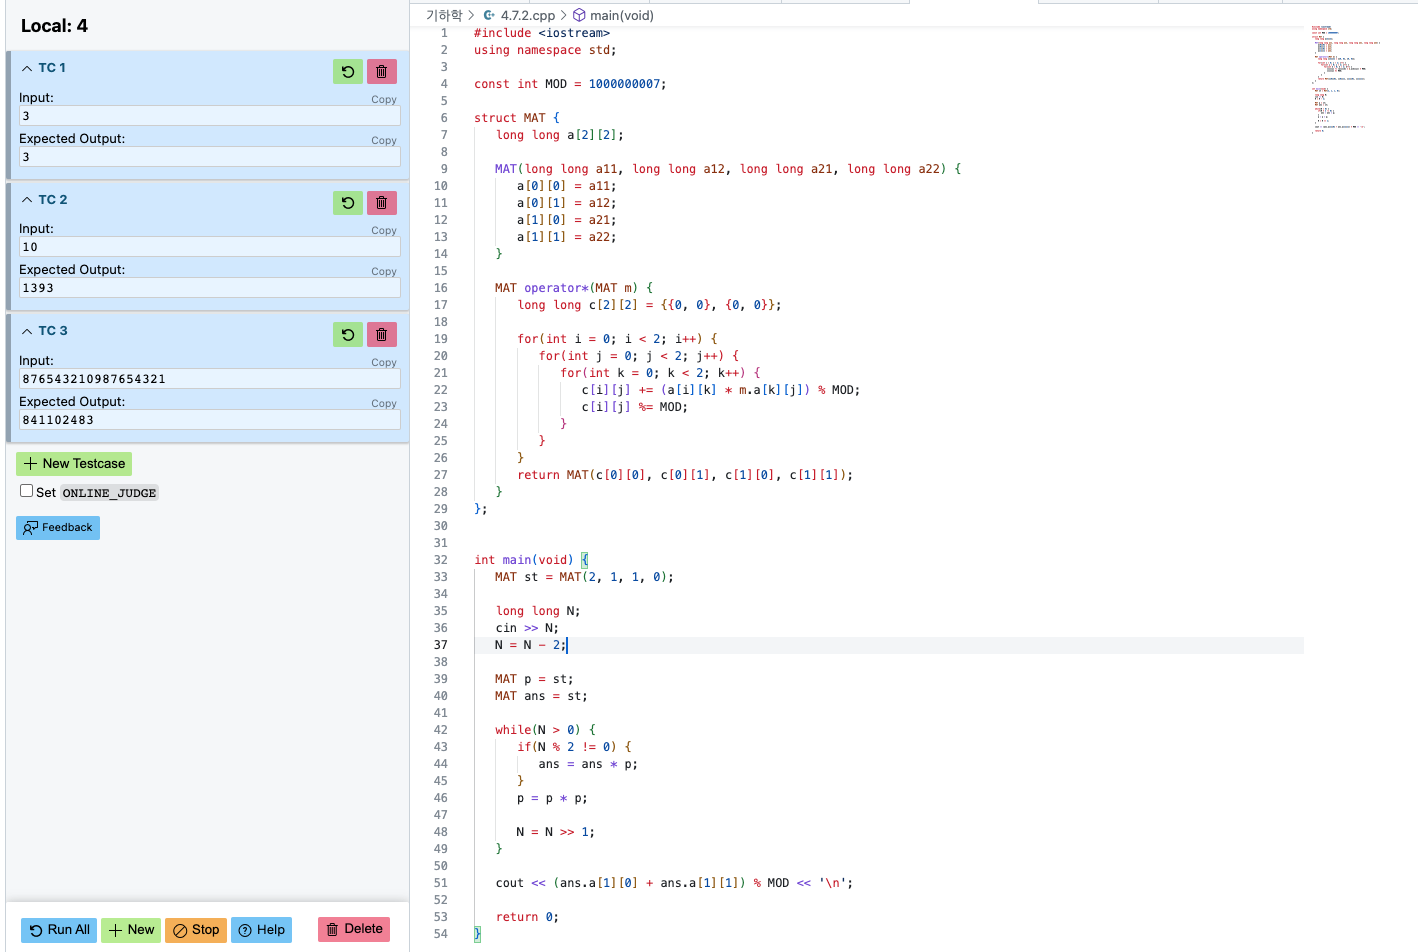 Local: 4
TC 1
Input:
Copy
3
Expected Output:
Copy
3
TC 2
Input:
Copy
10
Expected Output:
Copy
1393
TC 3
Input:
Copy
876543210987654321
Expected Output:
Copy
841102483
New Testcase
Set ONLINE_JUDGE
Feedback
Run All
New
Stop
Help
Delete
기하학 > 4.7.2.cpp > main(void)
1 #include <iostream>
2 using namespace std;
3
4 const int MOD = 1000000007;
5
6 struct MAT {
7 long long a[2][2];
8
9 MAT(long long a11, long long a12, long long a21, long long a22) {
10 a[0][0] = a11;
11 a[0][1] = a12;
12 a[1][0] = a21;
13 a[1][1] = a22;
14 }
15
16 MAT operator*(MAT m) {
17 long long c[2][2] = {{0, 0}, {0, 0}};
18
19 for(int i = 0; i < 2; i++) {
20 for(int j = 0; j < 2; j++) {
21 for(int k = 0; k < 2; k++) {
22 c[i][j] += (a[i][k] * m.a[k][j]) % MOD;
23 c[i][j] %= MOD;
24 }
25 }
26 }
27 return MAT(c[0][0], c[0][1], c[1][0], c[1][1]);
28 }
29 };
30
31
32 int main(void) {
33 MAT st = MAT(2, 1, 1, 0);
34
35 long long N;
36 cin >> N;
37 N = N - 2;
38
39 MAT p = st;
40 MAT ans = st;
41
42 while(N > 0) {
43 if(N % 2 != 0) {
44 ans = ans * p;
45 }
46 p = p * p;
47
48 N = N >> 1;
49 }
50
51 cout << (ans.a[1][0] + ans.a[1][1]) % MOD << '\n';
52
53 return 0;
54 }